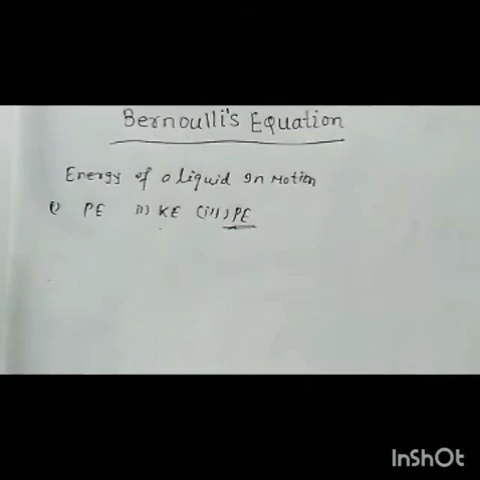 Bernoulli's Equation
Energy of a liquid In Motion
i) PE ii) KE (iii) PE
InShOt